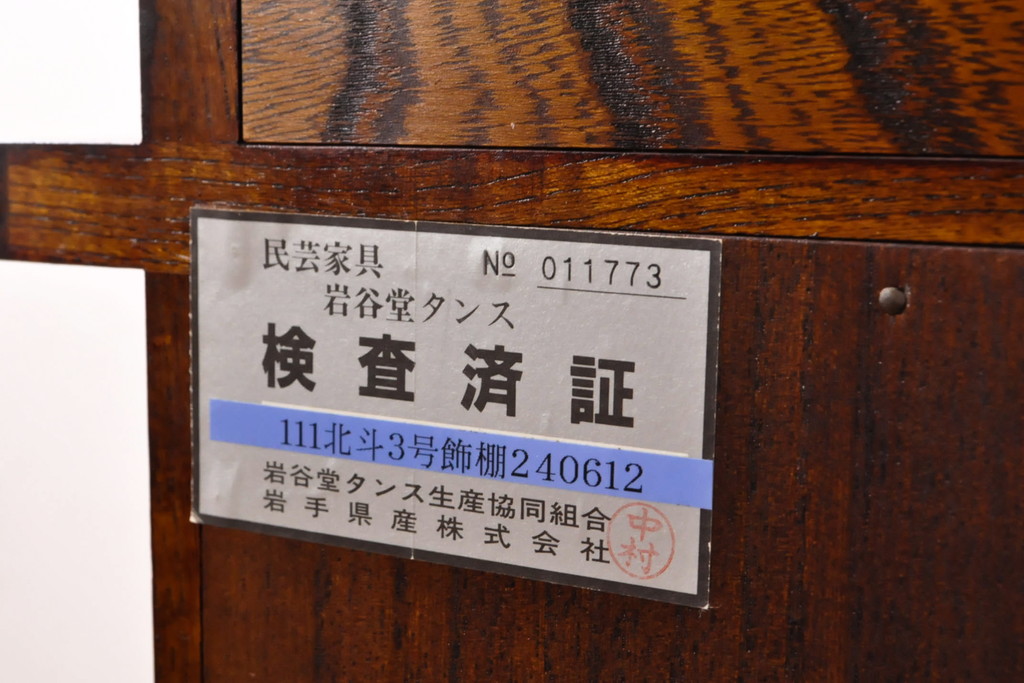 民芸家具 № 011773
岩谷堂タンス
検査済証
111北斗3号飾棚240612
岩谷堂タンス生産協同組合
岩手県産株式会社
中村